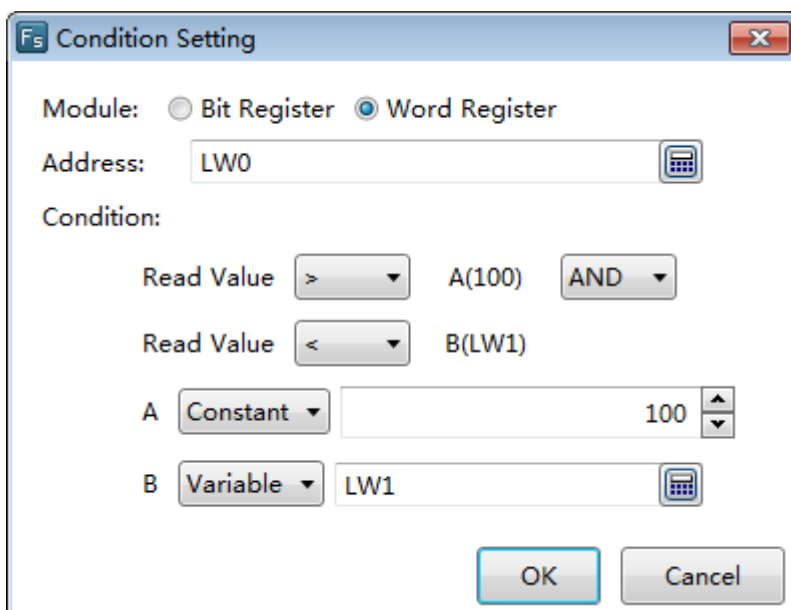 Fs Condition Setting
Module: Bit Register Word Register
Address: LW0
Condition:
Read Value > A(100) AND
Read Value < B(LW1)
A Constant 100
B Variable LW1
OK Cancel